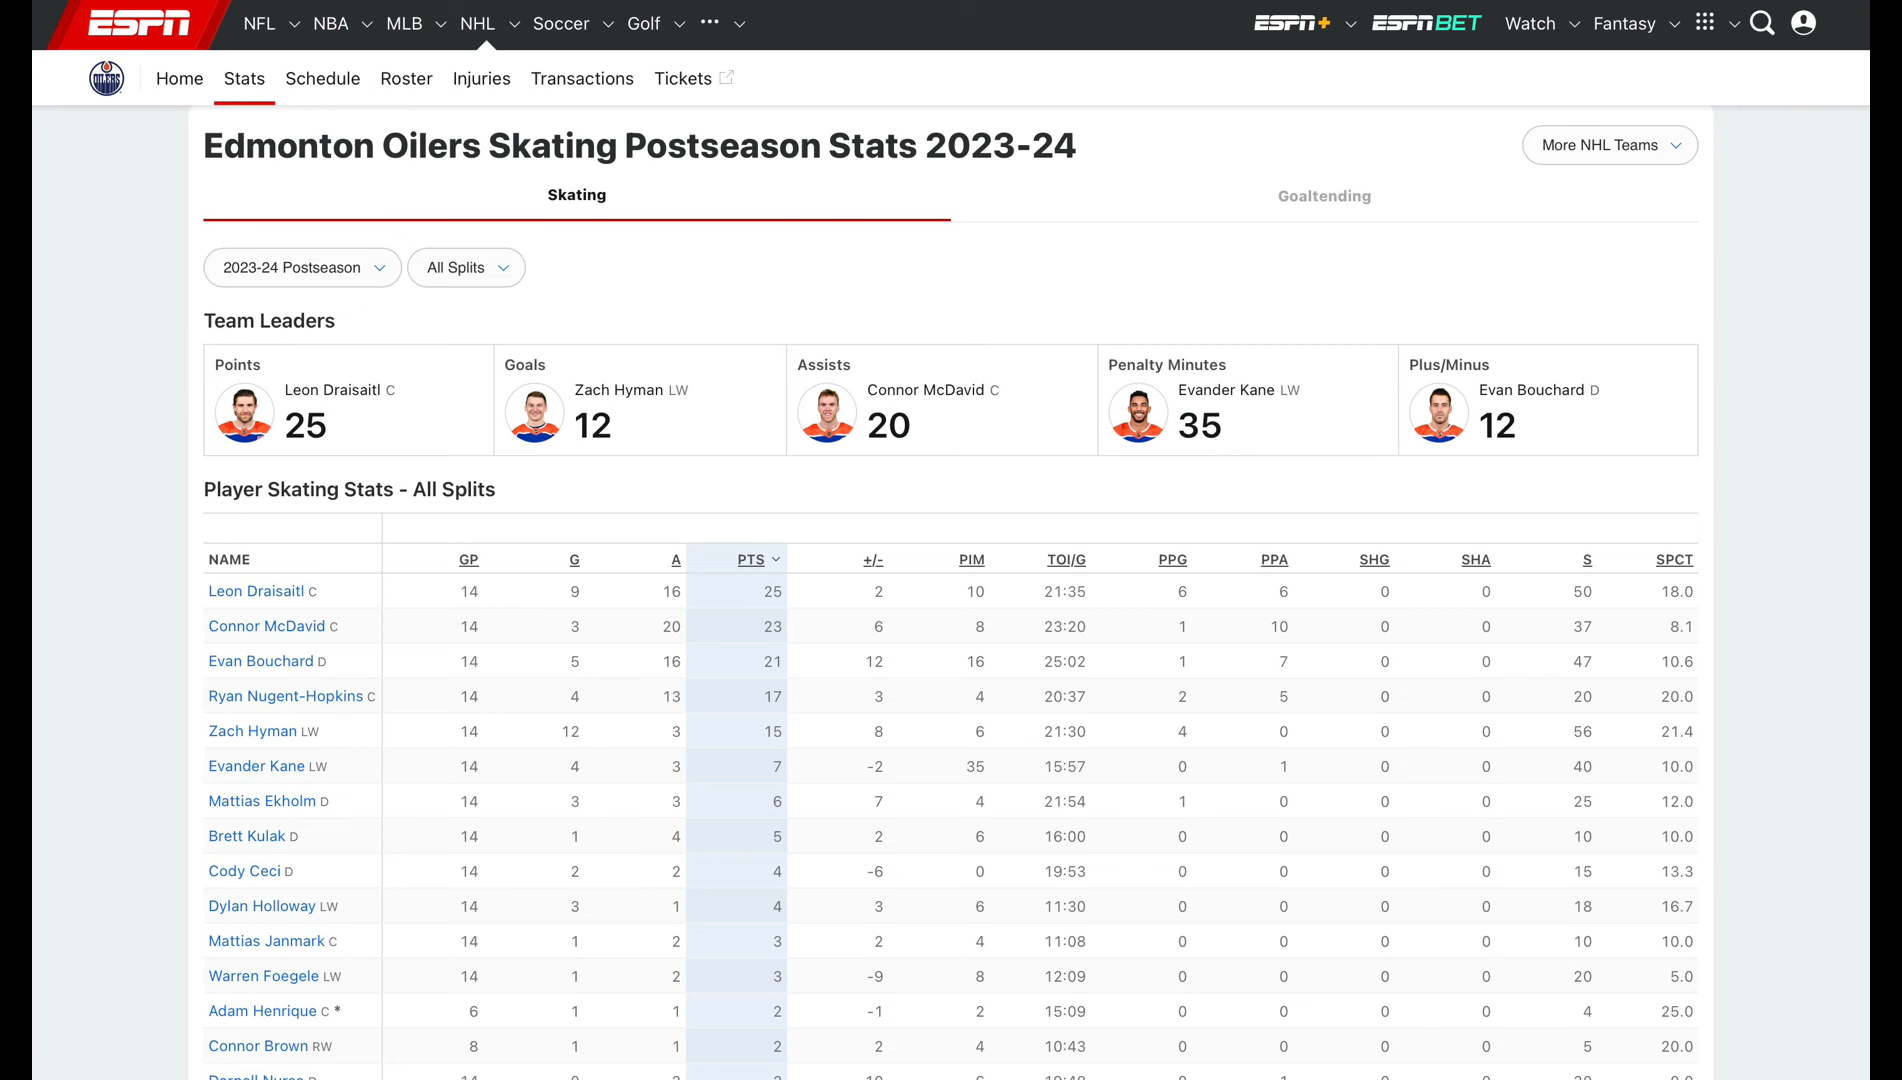 ESPN NFL NBA MLB NHL Soccer Golf ••• ESPN+ ESPN BET Watch Fantasy
OILERS Home Stats Schedule Roster Injuries Transactions Tickets
Edmonton Oilers Skating Postseason Stats 2023-24
More NHL Teams
Skating Goaltending
2023-24 Postseason All Splits
Team Leaders
Points Goals Assists Penalty Minutes Plus/Minus
Leon Draisaitl C Zach Hyman LW Connor McDavid C Evander Kane LW Evan Bouchard D
25 12 20 35 12
Player Skating Stats - All Splits
NAME GP G A PTS +/- PIM TOI/G PPG PPA SHG SHA S SPCT
Leon Draisaitl C 14 9 16 25 2 10 21:35 6 6 0 0 50 18.0
Connor McDavid C 14 3 20 23 6 8 23:20 1 10 0 0 37 8.1
Evan Bouchard D 14 5 16 21 12 16 25:02 1 7 0 0 47 10.6
Ryan Nugent-Hopkins C 14 4 13 17 3 4 20:37 2 5 0 0 20 20.0
Zach Hyman LW 14 12 3 15 8 6 21:30 4 0 0 0 56 21.4
Evander Kane LW 14 4 3 7 -2 35 15:57 0 1 0 0 40 10.0
Mattias Ekholm D 14 3 3 6 7 4 21:54 1 0 0 0 25 12.0
Brett Kulak D 14 1 4 5 2 6 16:00 0 0 0 0 10 10.0
Cody Ceci D 14 2 2 4 -6 0 19:53 0 0 0 0 15 13.3
Dylan Holloway LW 14 3 1 4 3 6 11:30 0 0 0 0 18 16.7
Mattias Janmark C 14 1 2 3 2 4 11:08 0 0 0 0 10 10.0
Warren Foegele LW 14 1 2 3 -9 8 12:09 0 0 0 0 20 5.0
Adam Henrique C * 6 1 1 2 -1 2 15:09 0 0 0 0 4 25.0
Connor Brown RW 8 1 1 2 2 4 10:43 0 0 0 0 5 20.0